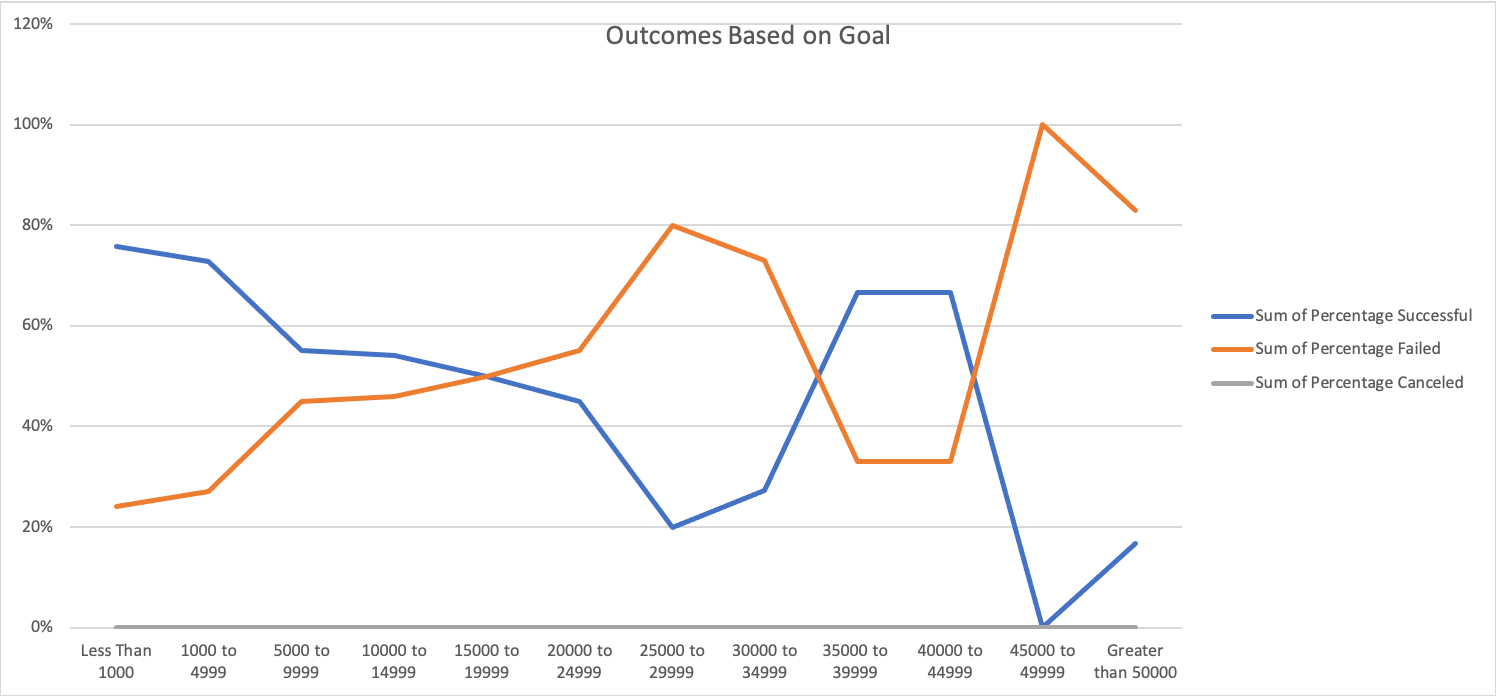 Outcomes Based on Goal
120%
100%
80%
60%
40%
20%
0%
Less Than
1000
1000 to
4999
5000 to
9999
10000 to
14999
15000 to
19999
20000 to
24999
25000 to
29999
30000 to
34999
35000 to
39999
40000 to
44999
45000 to
49999
Greater
than 50000
Sum of Percentage Successful
Sum of Percentage Failed
Sum of Percentage Canceled